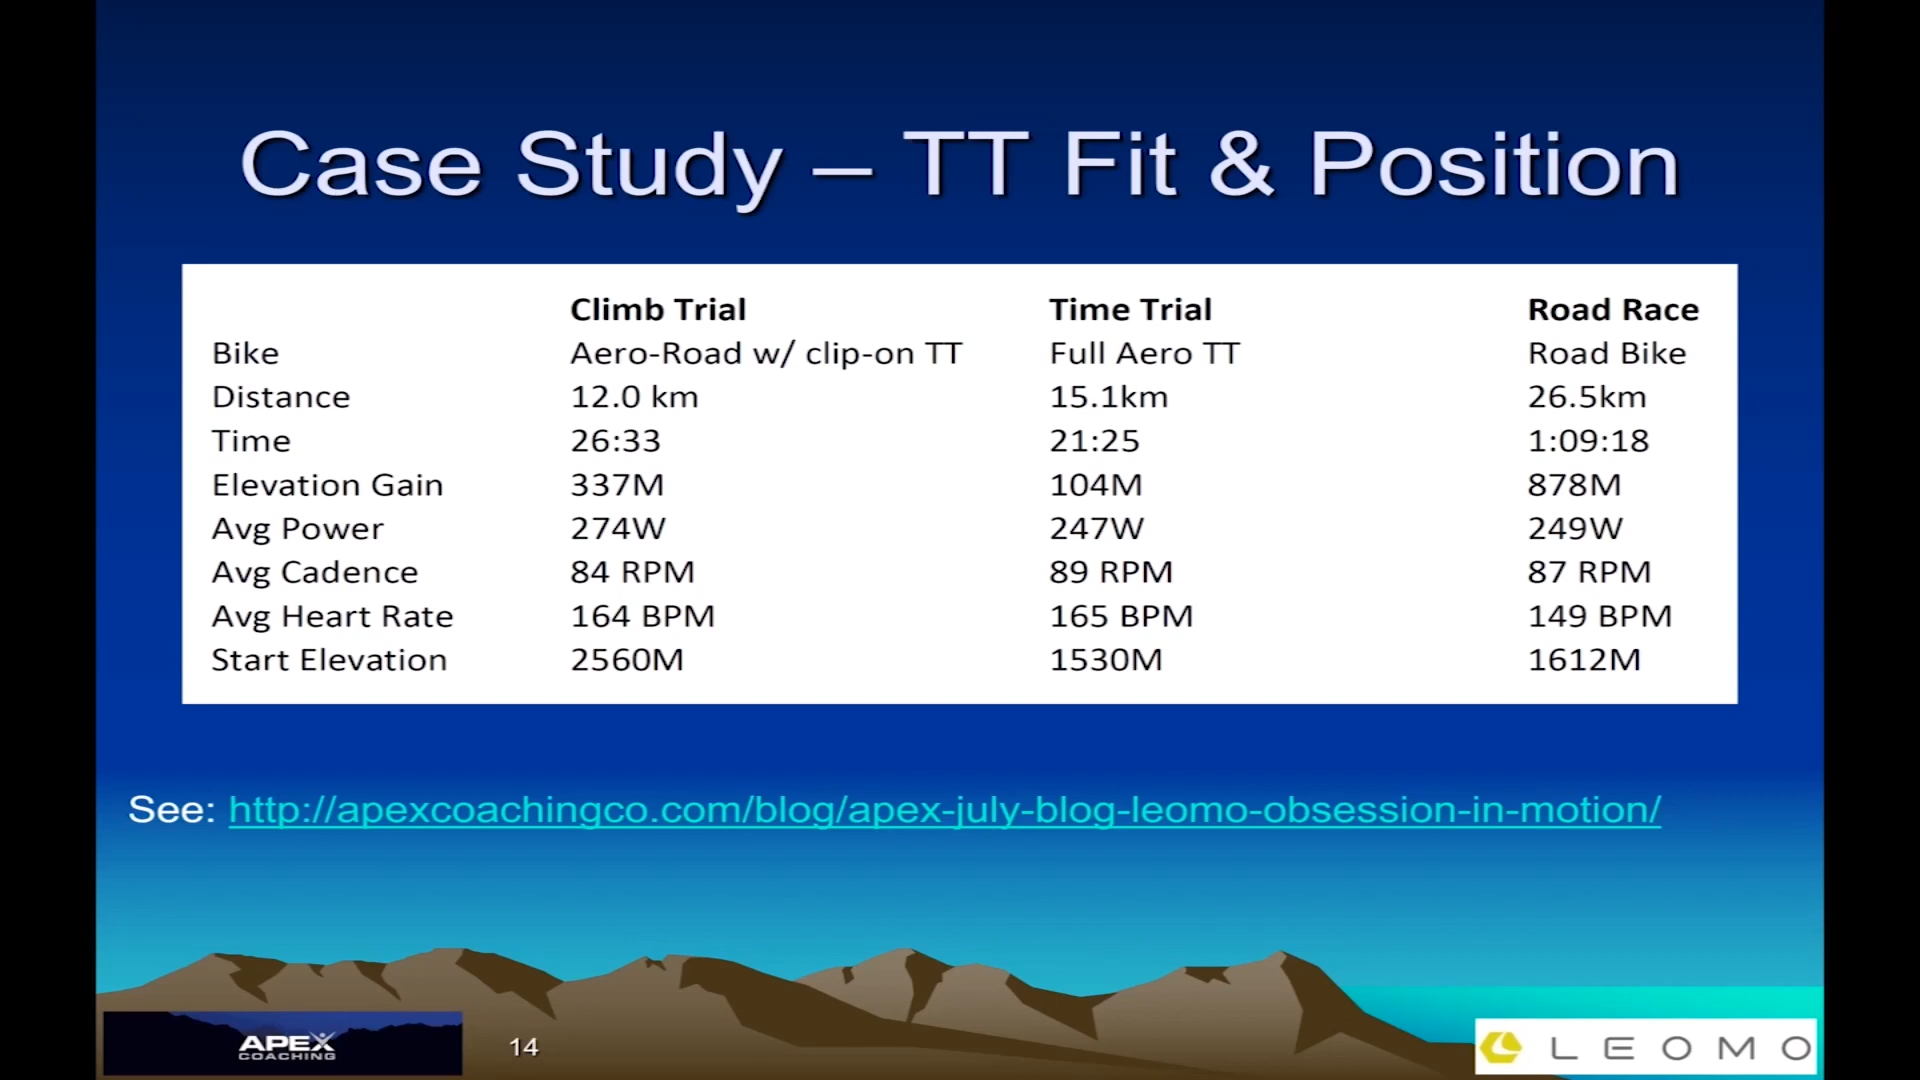 Case Study – TT Fit & Position
Climb Trial Time Trial Road Race
Bike Aero-Road w/ clip-on TT Full Aero TT Road Bike
Distance 12.0 km 15.1km 26.5km
Time 26:33 21:25 1:09:18
Elevation Gain 337M 104M 878M
Avg Power 274W 247W 249W
Avg Cadence 84 RPM 89 RPM 87 RPM
Avg Heart Rate 164 BPM 165 BPM 149 BPM
Start Elevation 2560M 1530M 1612M
See: http://apexcoachingco.com/blog/apex-july-blog-leomo-obsession-in-motion/
APEX
COACHING
14
LEOMO